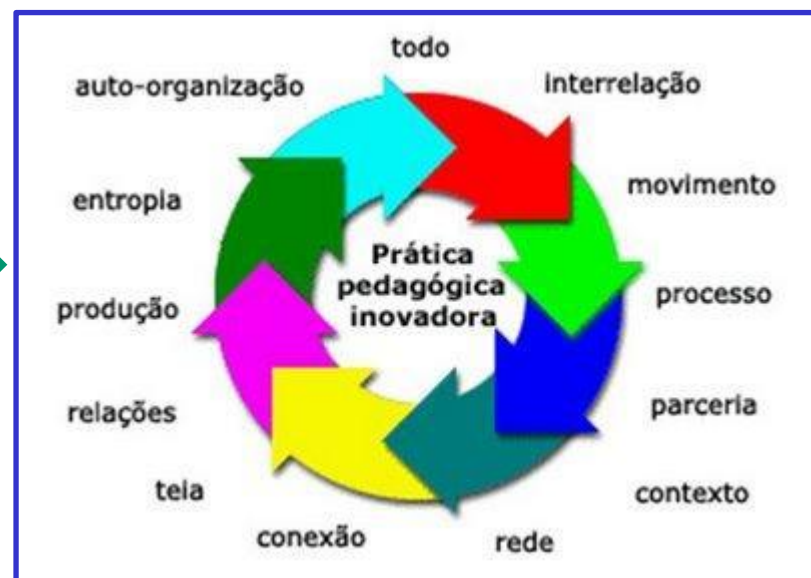 todo
interrelação
movimento
processo
parceria
contexto
rede
conexão
teia
relações
produção
entropia
auto-organização
Prática
pedagógica
inovadora